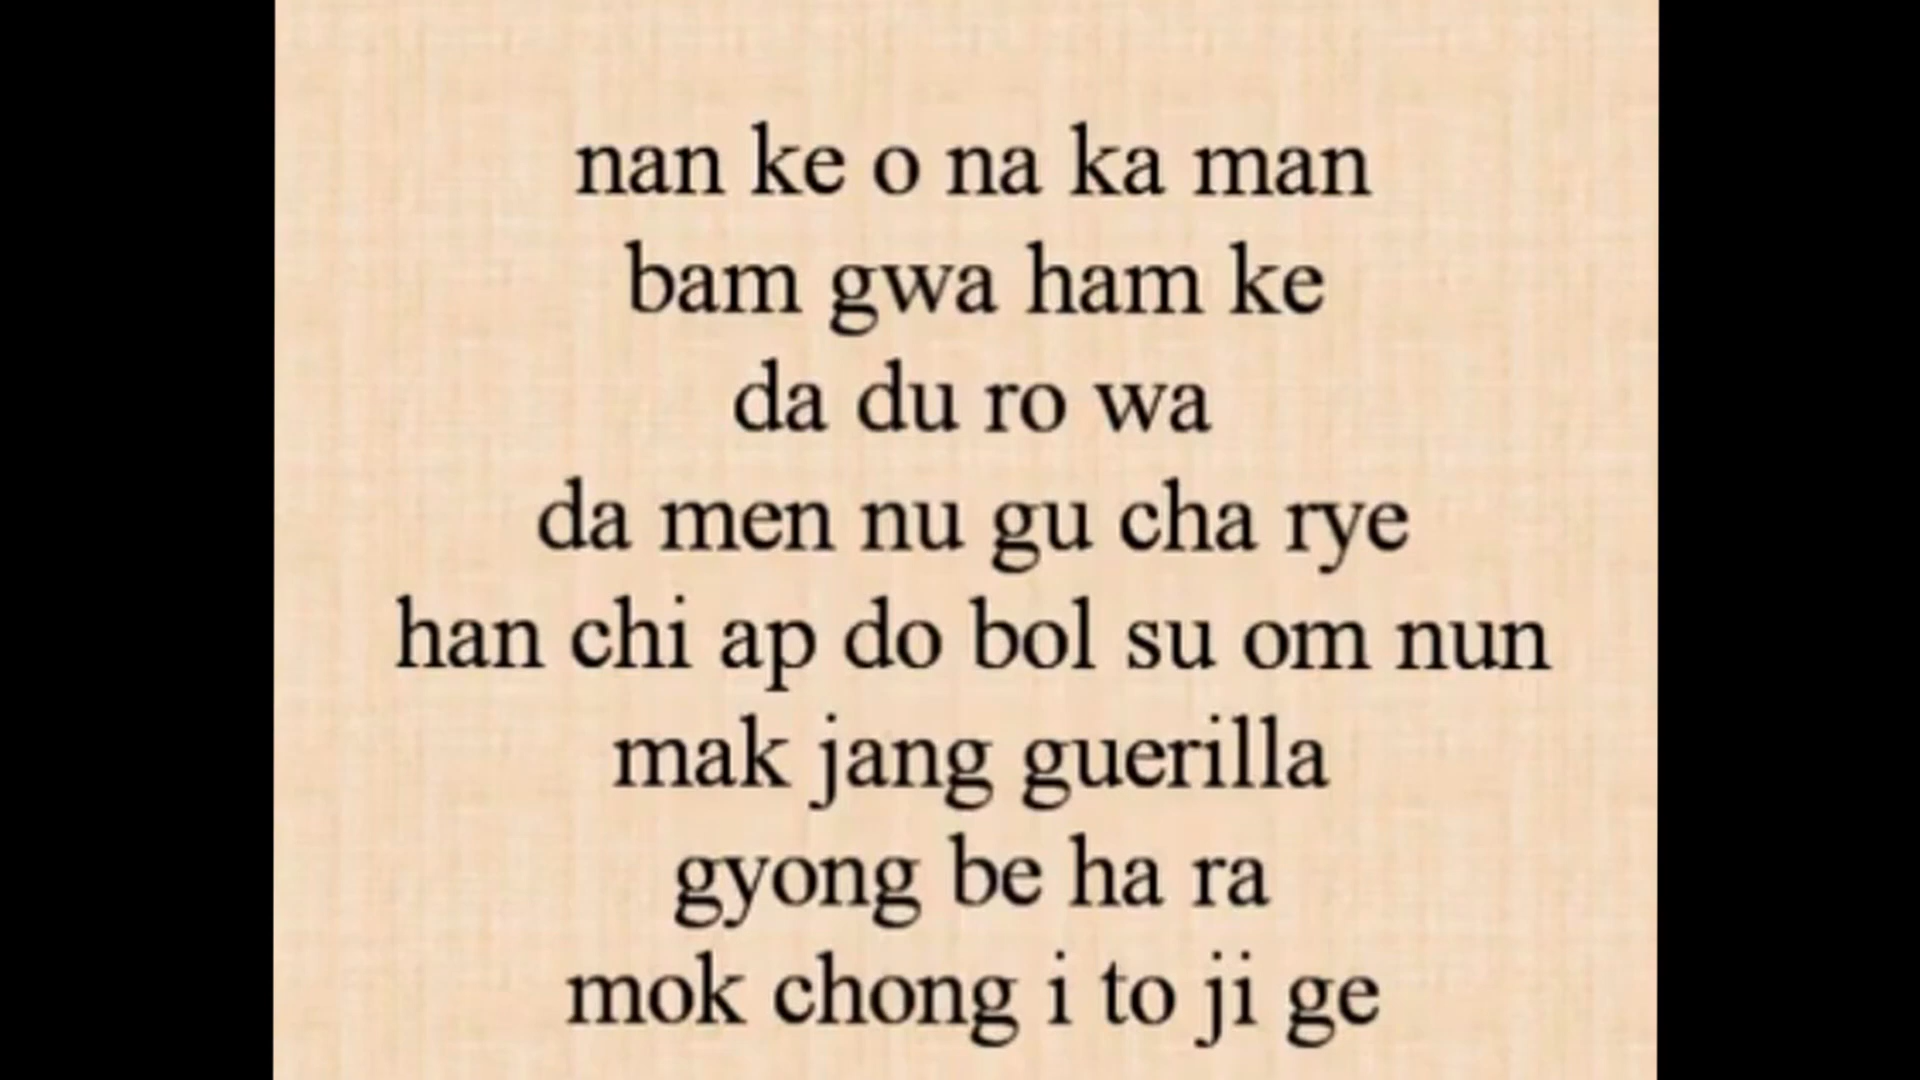 nan ke o na ka man
bam gwa ham ke
da du ro wa
da men nu gu cha rye
han chi ap do bol su om nun
mak jang guerilla
gyong be ha ra
mok chong i to ji ge